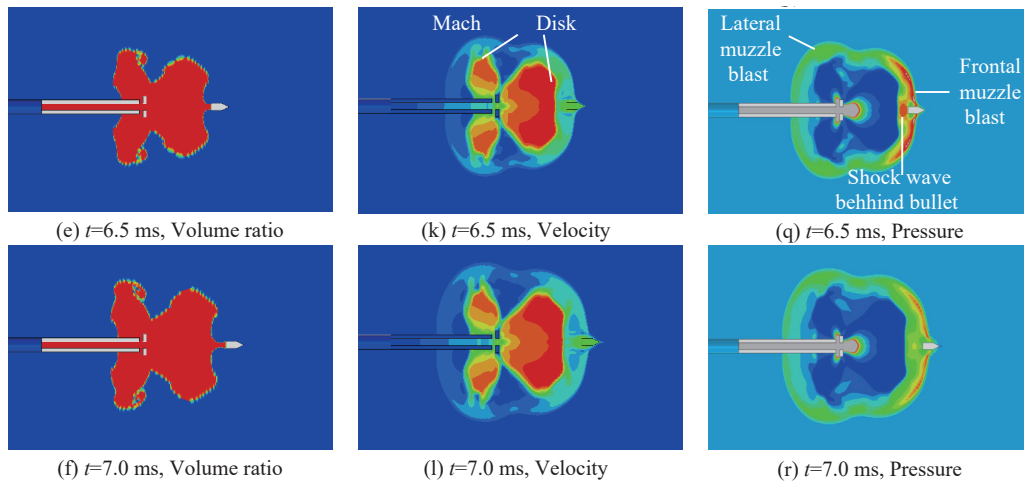 Mach Disk
Lateral
muzzle
blast
Frontal
muzzle
blast
Shock wave
behhind bullet
(e) t=6.5 ms, Volume ratio
(k) t=6.5 ms, Velocity
(q) t=6.5 ms, Pressure
(f) t=7.0 ms, Volume ratio
(l) t=7.0 ms, Velocity
(r) t=7.0 ms, Pressure